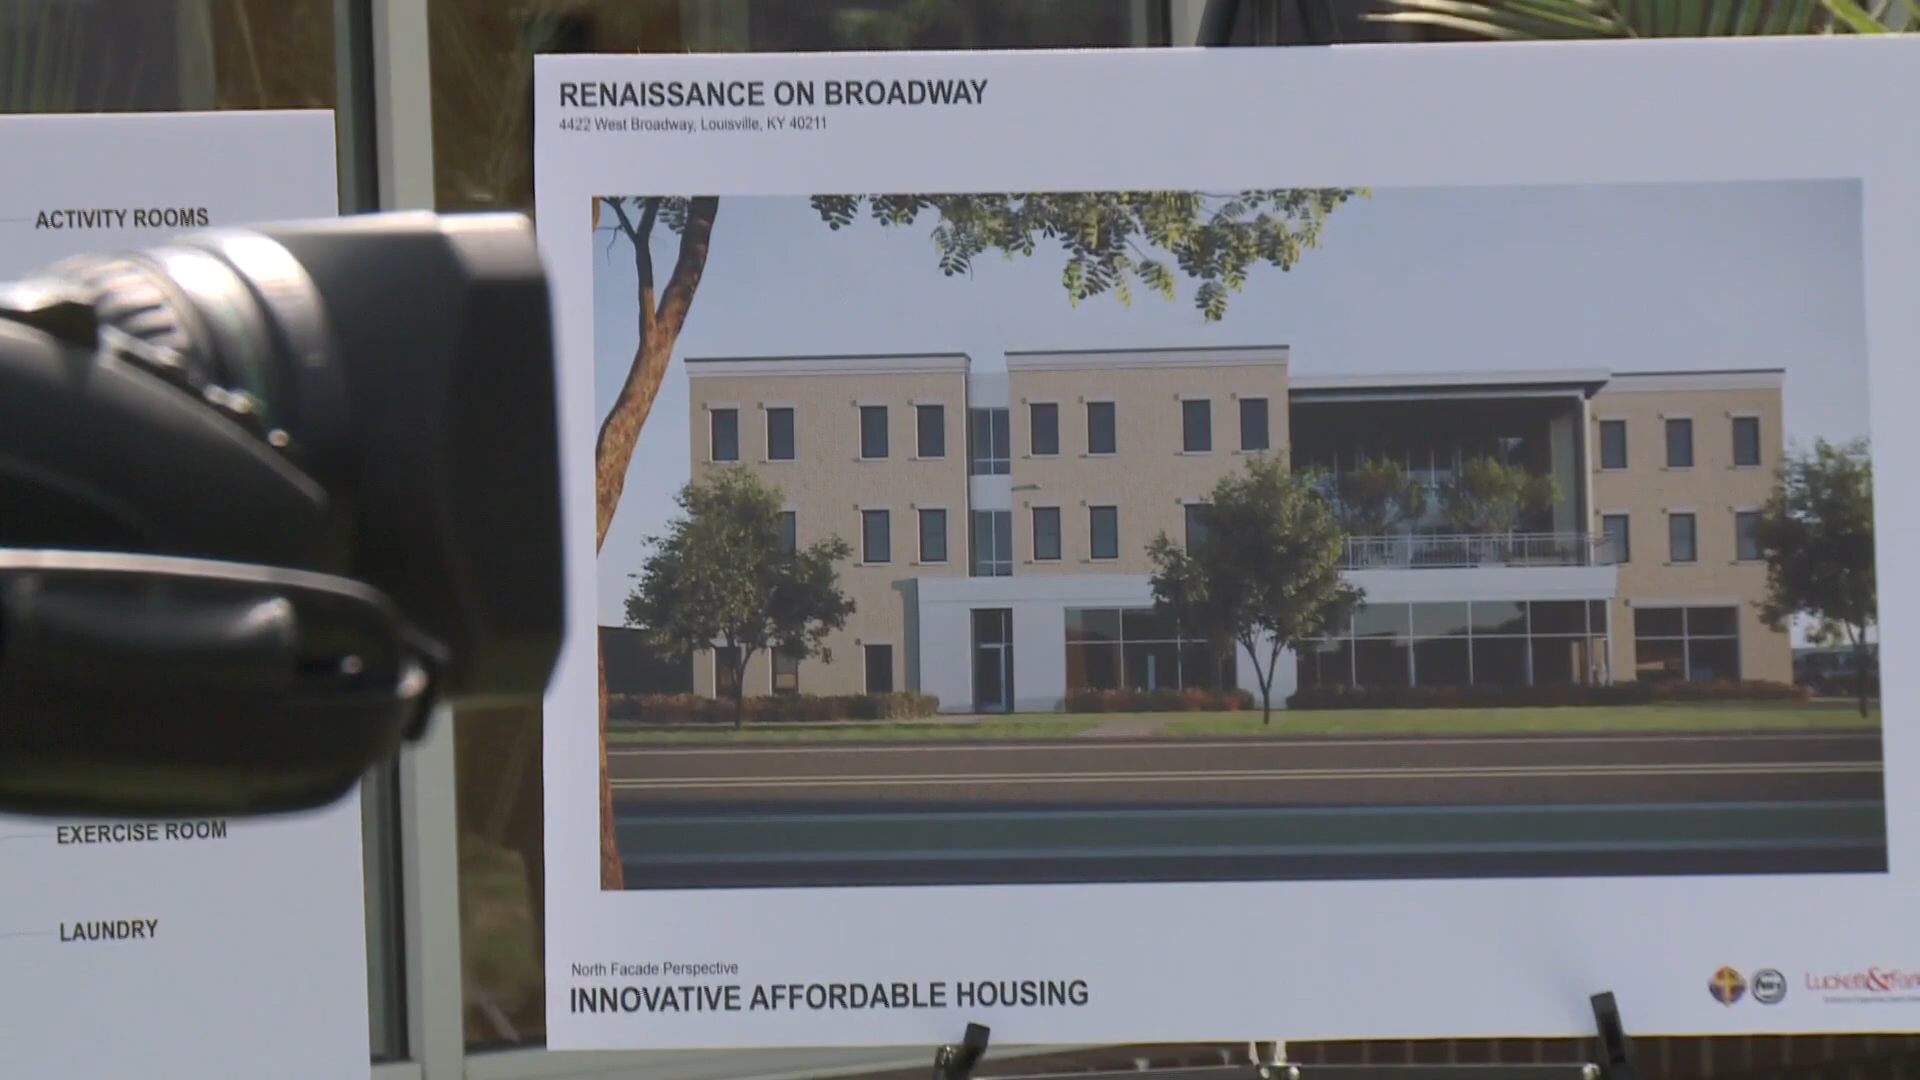 RENAISSANCE ON BROADWAY
4422 West Broadway, Louisville, KY 40211
ACTIVITY ROOMS
EXERCISE ROOM
LAUNDRY
North Facade Perspective
INNOVATIVE AFFORDABLE HOUSING